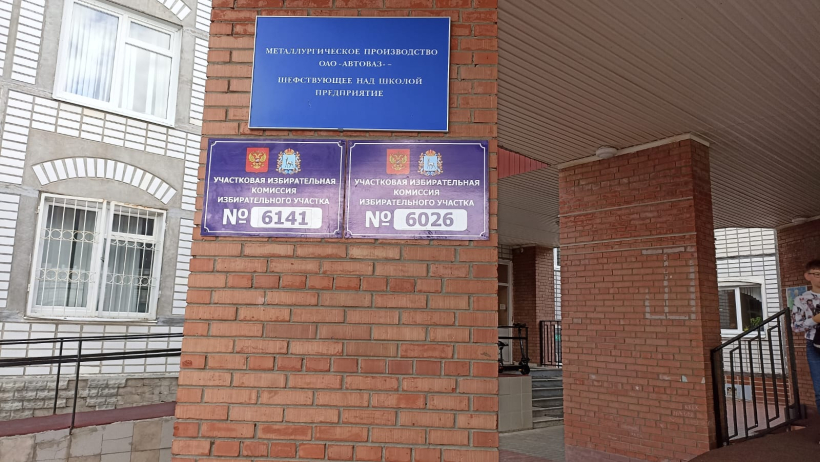 МЕТАЛЛУРГИЧЕСКОЕ ПРОИЗВОДСТВО
ОАО «АВТОВАЗ» –
ШЕФСТВУЮЩЕЕ НАД ШКОЛОЙ
ПРЕДПРИЯТИЕ
УЧАСТКОВАЯ ИЗБИРАТЕЛЬНАЯ
КОМИССИЯ
ИЗБИРАТЕЛЬНОГО УЧАСТКА
№ 6141
УЧАСТКОВАЯ ИЗБИРАТЕЛЬНАЯ
КОМИССИЯ
ИЗБИРАТЕЛЬНОГО УЧАСТКА
№ 6026